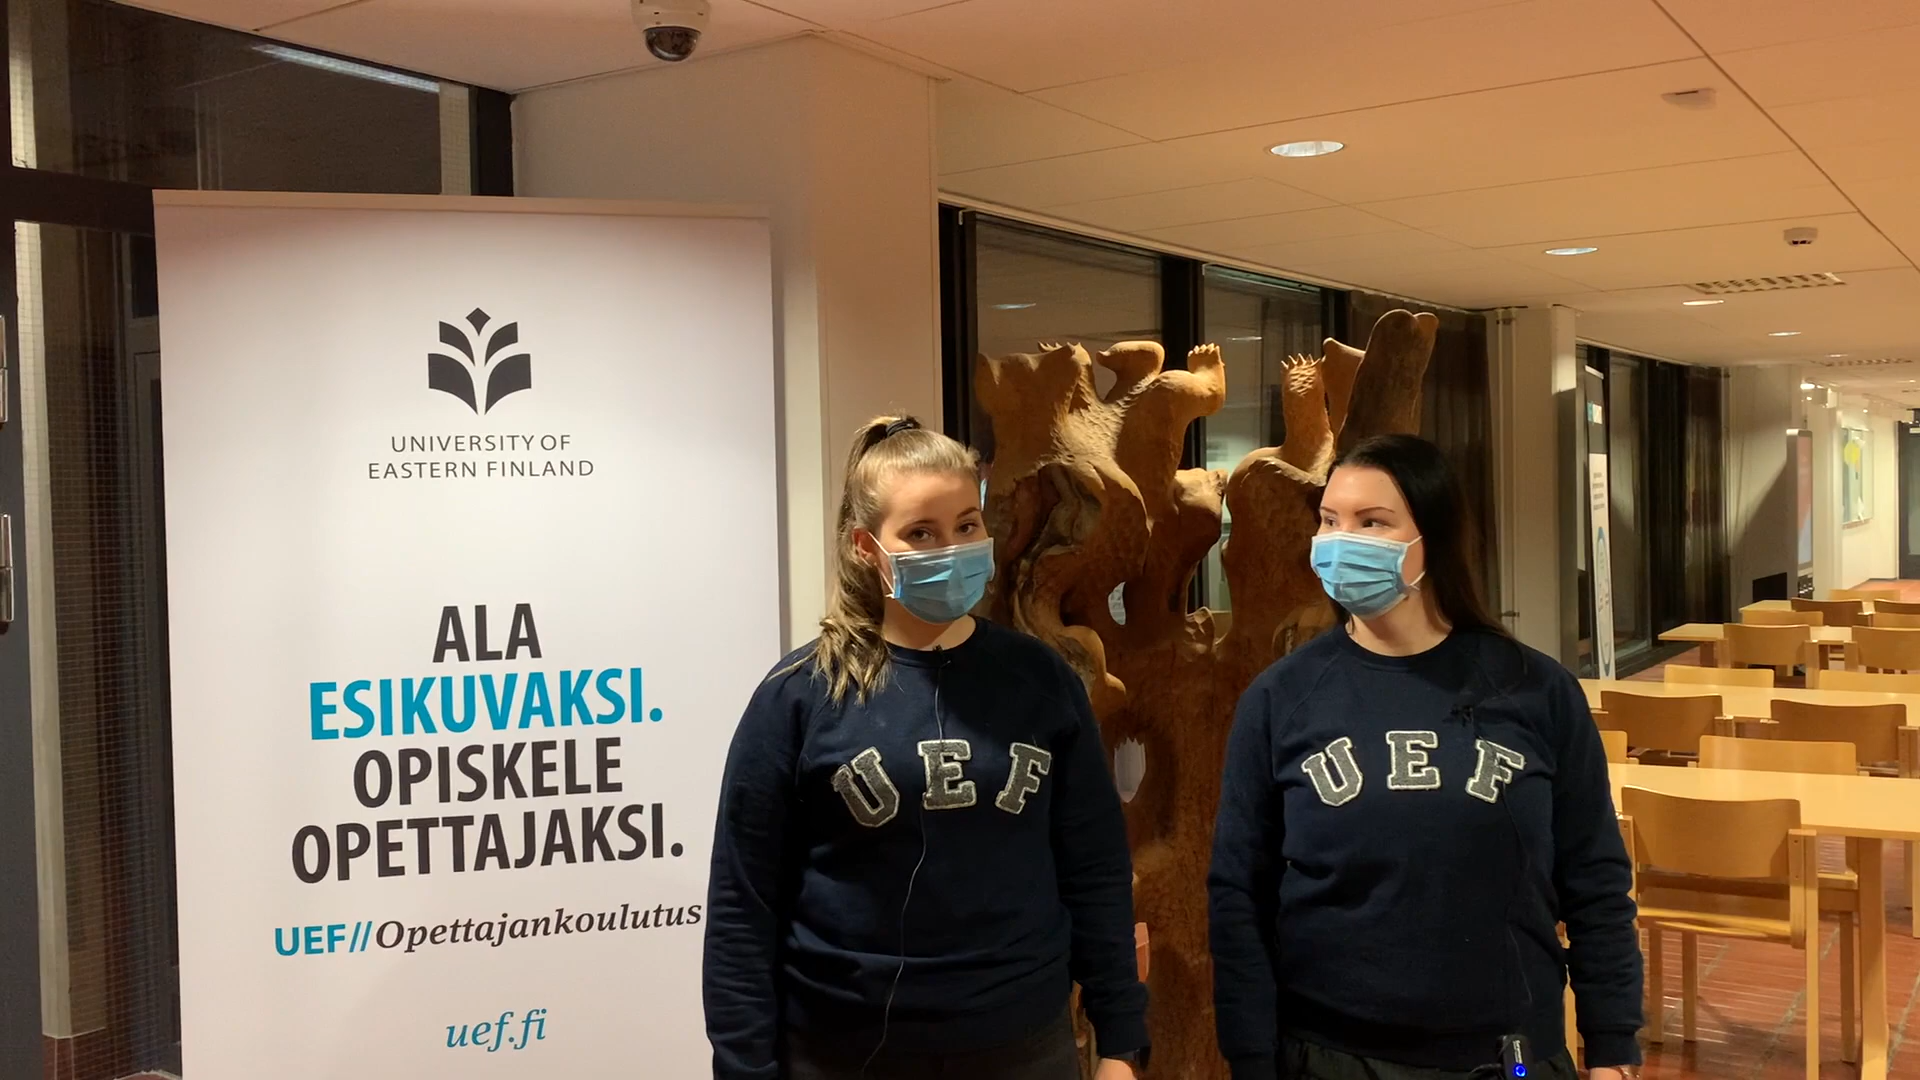 UNIVERSITY OF
EASTERN FINLAND
ALA
ESIKUVAKSI.
OPISKELE
OPETTAJAKSI.
UEF//Opettajankoulutus
uef.fi
UEF
UEF